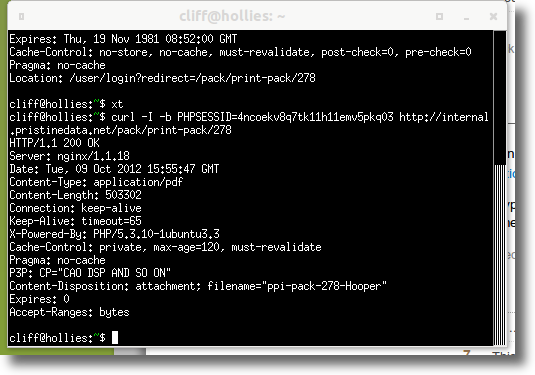 cliff@hollies: ~
Expires: Thu, 19 Nov 1981 08:52:00 GMT
Cache-Control: no-store, no-cache, must-revalidate, post-check=0, pre-check=0
Pragma: no-cache
Location: /user/login?redirect=/pack/print-pack/278
cliff@hollies:~$ xt
cliff@hollies:~$ curl -I -b PHPSESSID=4ncoekv8q7tk11h11emv5pkq03 http://internal
.pristinedata.net/pack/print-pack/278
HTTP/1.1 200 OK
Server: nginx/1.1.18
Date: Tue, 09 Oct 2012 15:55:47 GMT
Content-Type: application/pdf
Content-Length: 503302
Connection: keep-alive
Keep-Alive: timeout=65
X-Powered-By: PHP/5.3.10-1ubuntu3.3
Cache-Control: private, max-age=120, must-revalidate
Pragma: no-cache
P3P: CP="CAO DSP AND SO ON"
Content-Disposition: attachment; filename="ppi-pack-278-Hooper"
Expires: 0
Accept-Ranges: bytes
cliff@hollies:~$
7
This